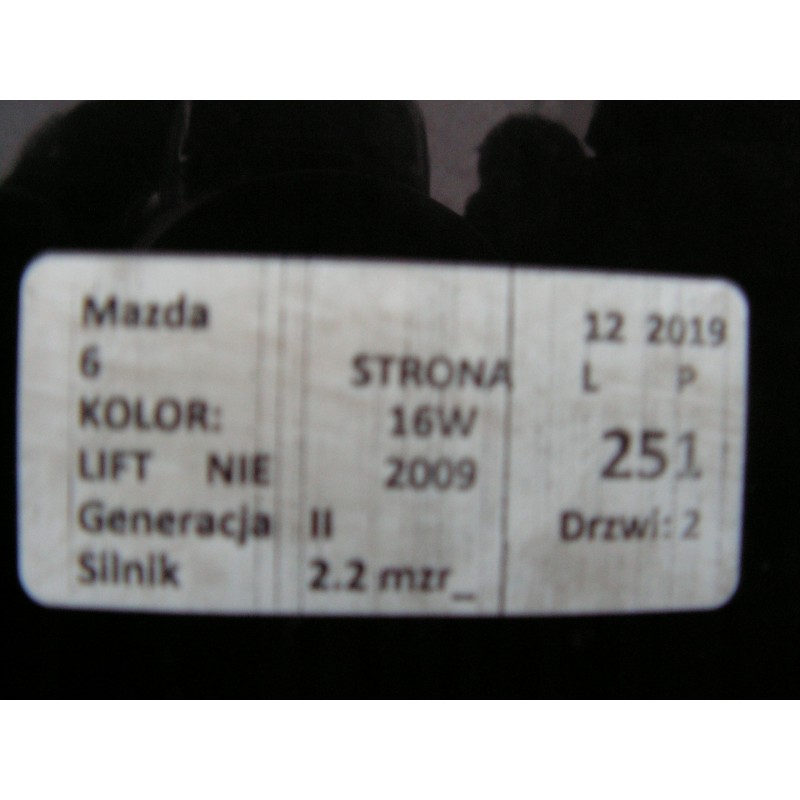 Mazda 12 2019
6 STRONA L P
KOLOR: 16W
LIFT NIE 2009 251
Generacja II Drzwi: 2
Silnik 2.2 mzr_